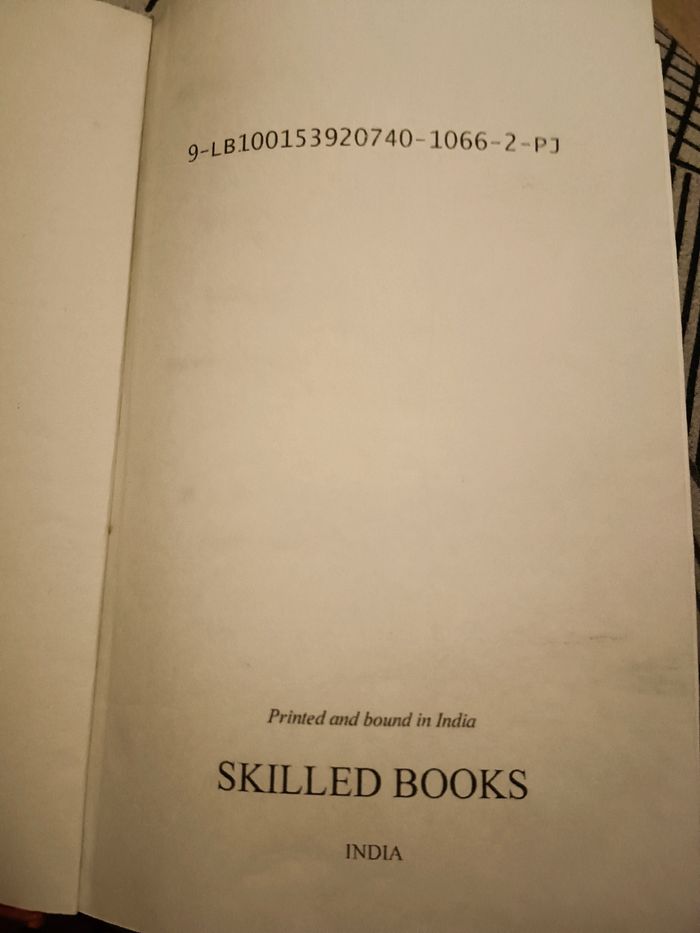 9-LB100153920740-1066-2-PJ
Printed and bound in India
SKILLED BOOKS
INDIA